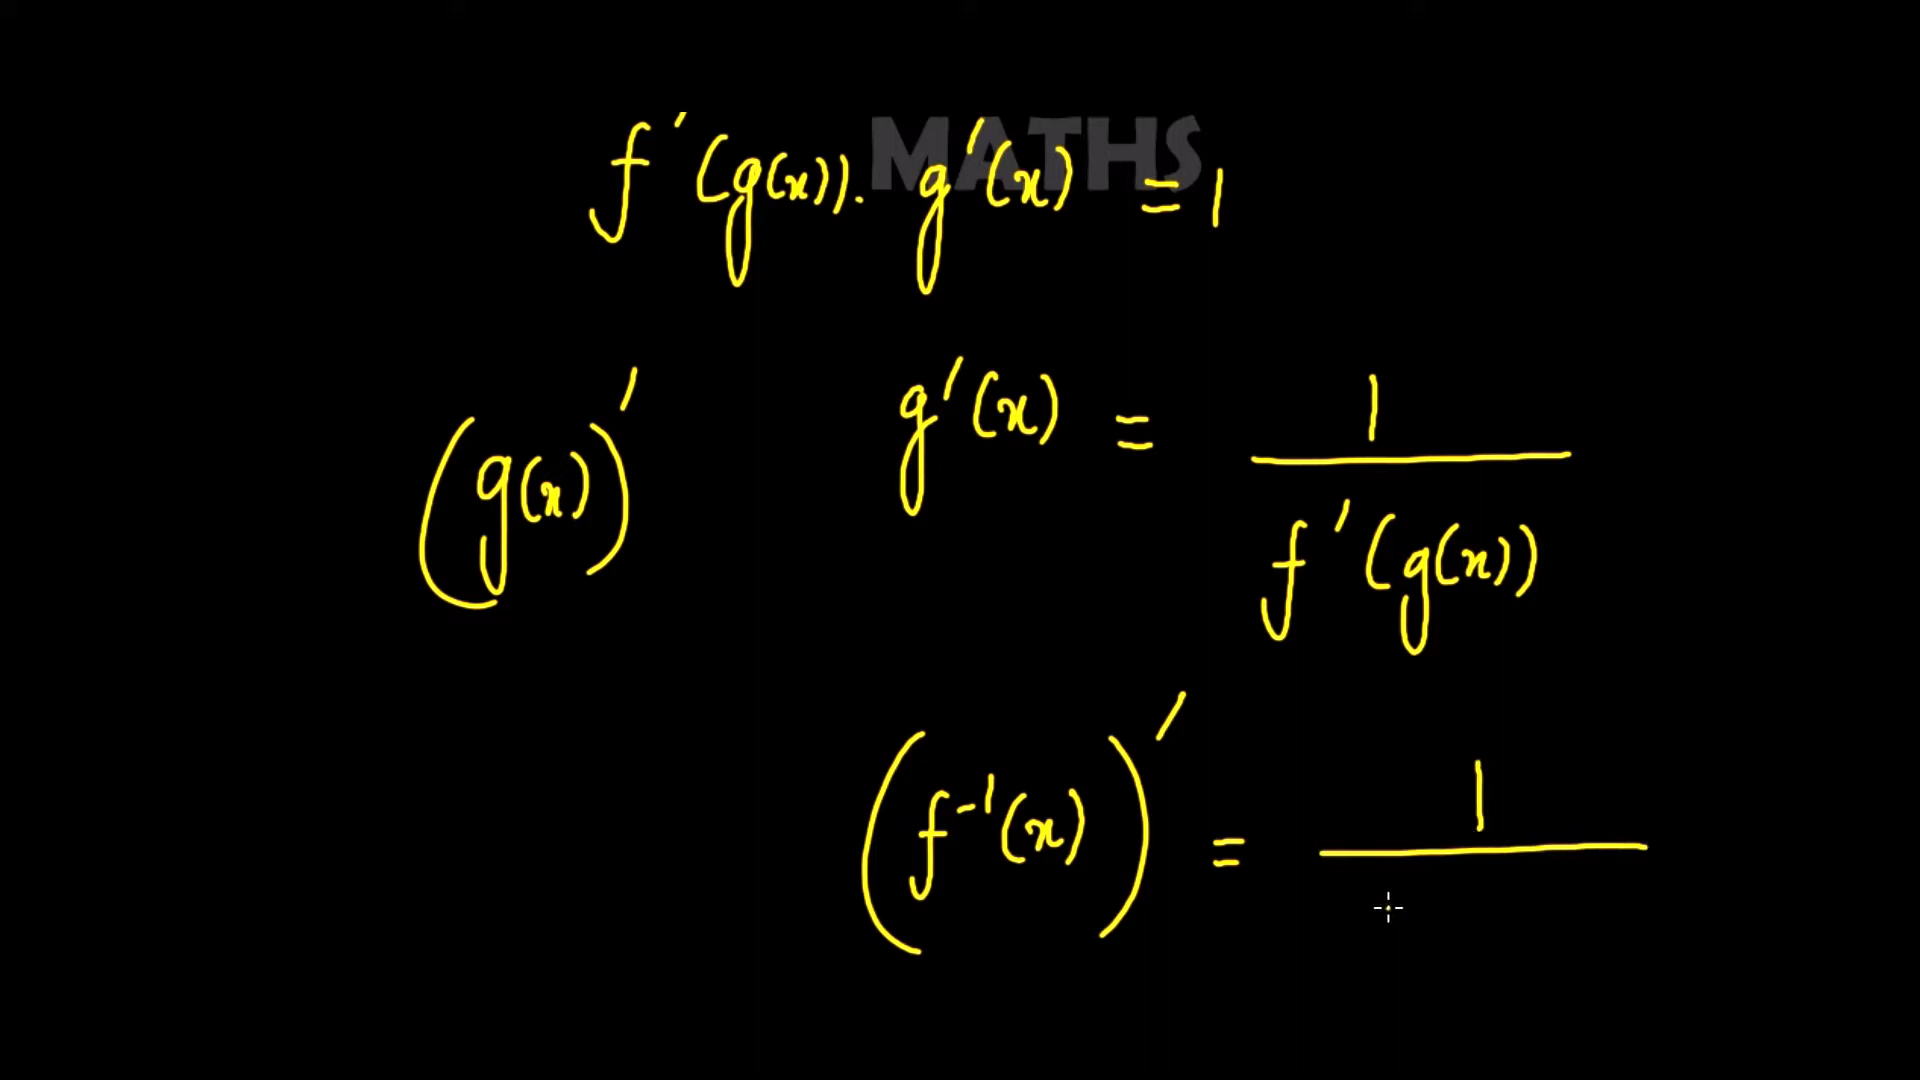 MATHS
f'(g(x)). g'(x) = 1
(g(x))'
g'(x) = 1 / f'(g(x))
(f⁻¹(x))' = 1 /